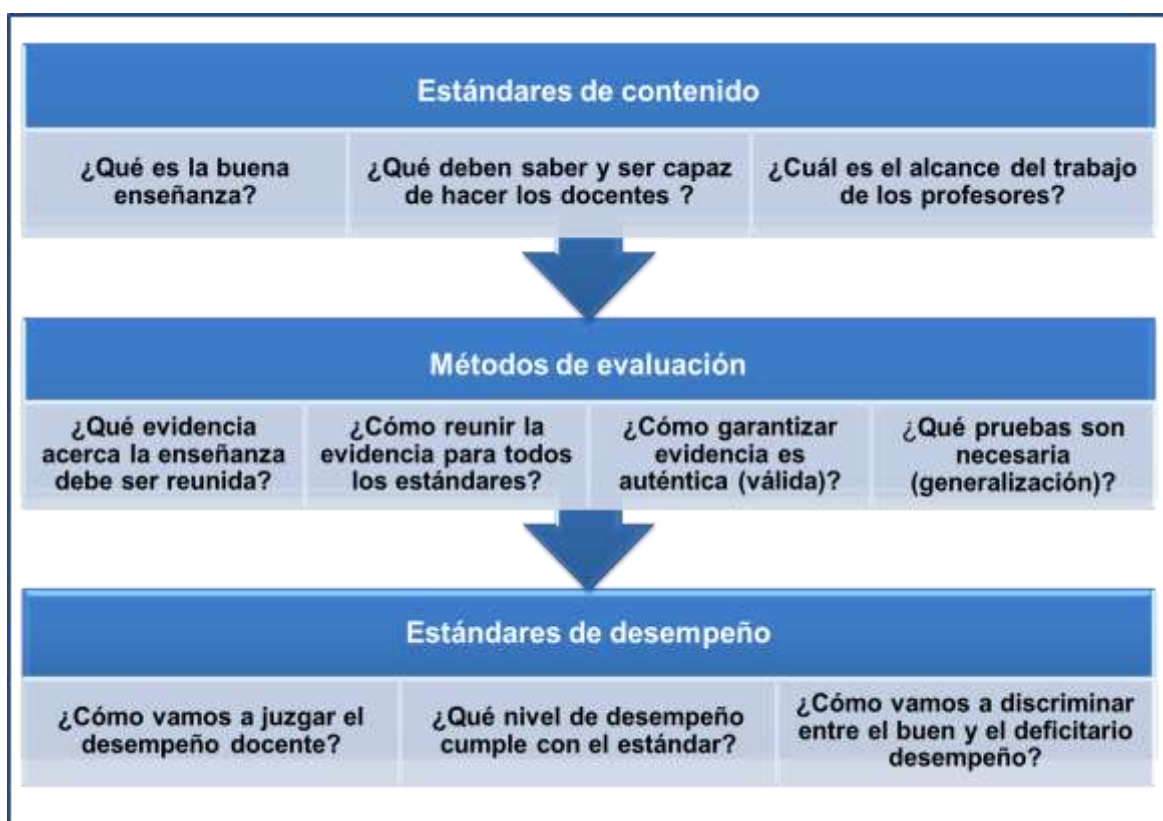 Estándares de contenido
¿Qué es la buena
enseñanza?
¿Qué deben saber y ser capaz
de hacer los docentes ?
¿Cuál es el alcance del trabajo
de los profesores?
Métodos de evaluación
¿Qué evidencia
acerca la enseñanza
debe ser reunida?
¿Cómo reunir la
evidencia para todos
los estándares?
¿Cómo garantizar
evidencia es
auténtica (válida)?
¿Qué pruebas son
necesaria
(generalización)?
Estándares de desempeño
¿Cómo vamos a juzgar el
desempeño docente?
¿Qué nivel de desempeño
cumple con el estándar?
¿Cómo vamos a discriminar
entre el buen y el deficitario
desempeño?